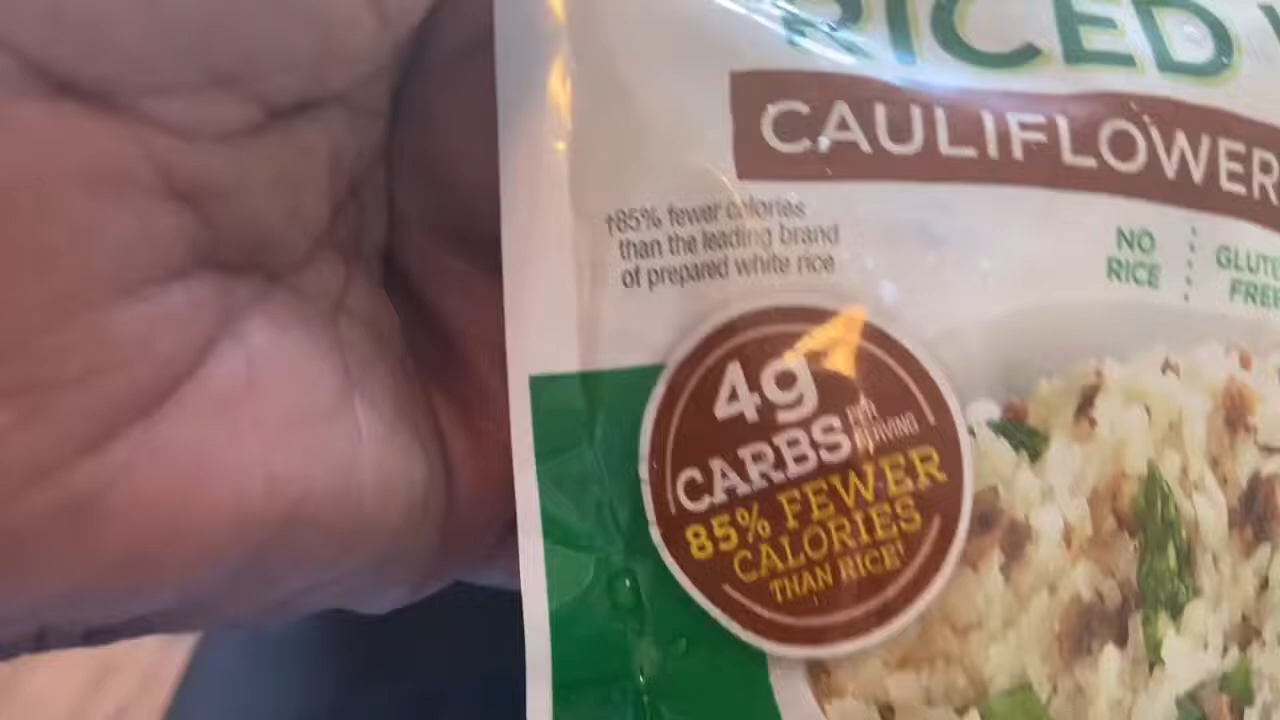 RICED
CAULIFLOWER
†85% fewer calories
than the leading brand
of prepared white rice
NO
RICE
GLUTE
FREE
4g
CARBS PER
SERVING
85% FEWER
CALORIES
THAN RICE†